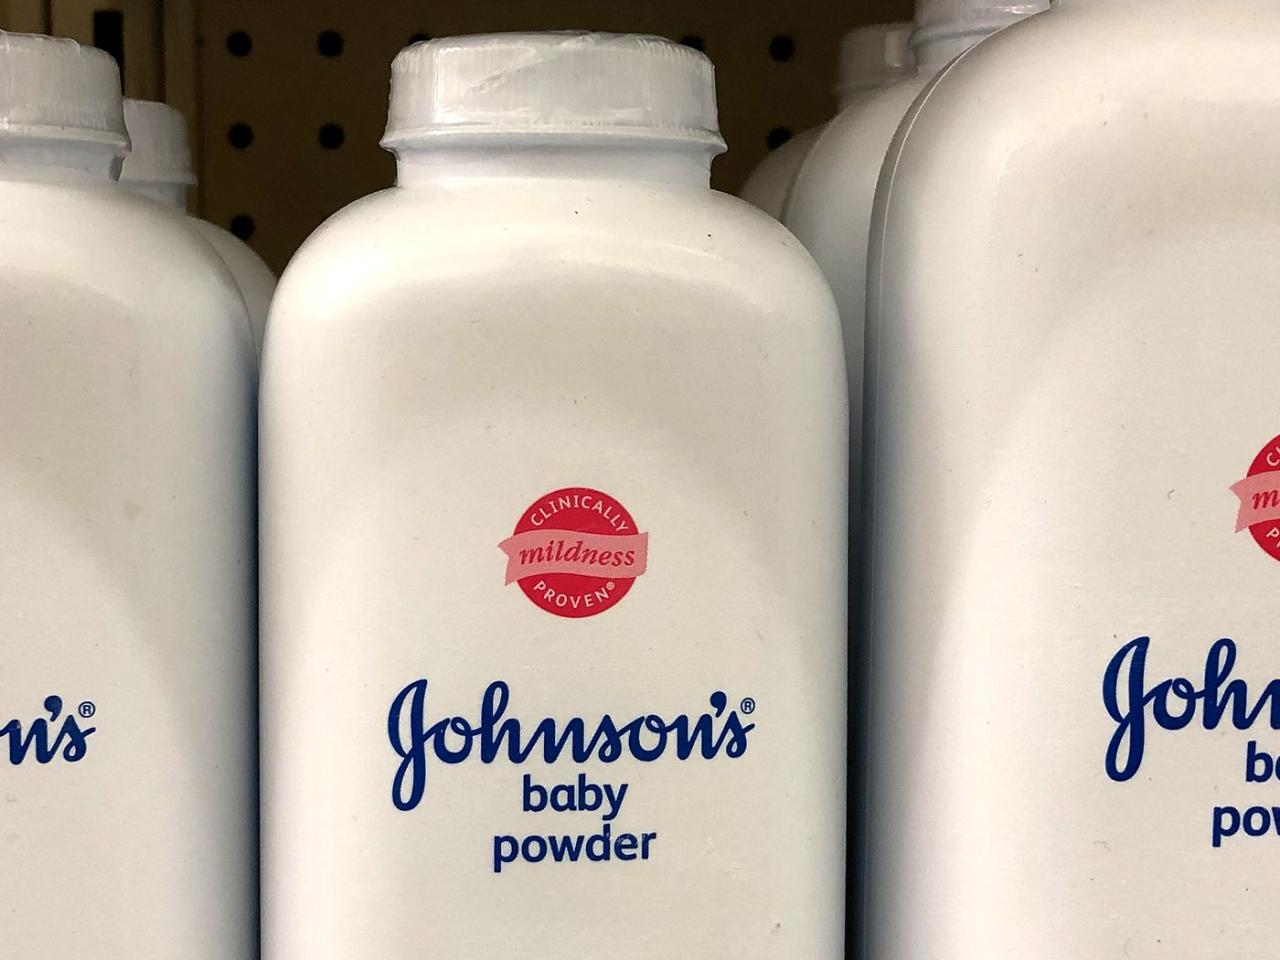 CLINICALLY
mildness
PROVEN®
Johnson's®
baby
powder
n's®
John
ba
pow